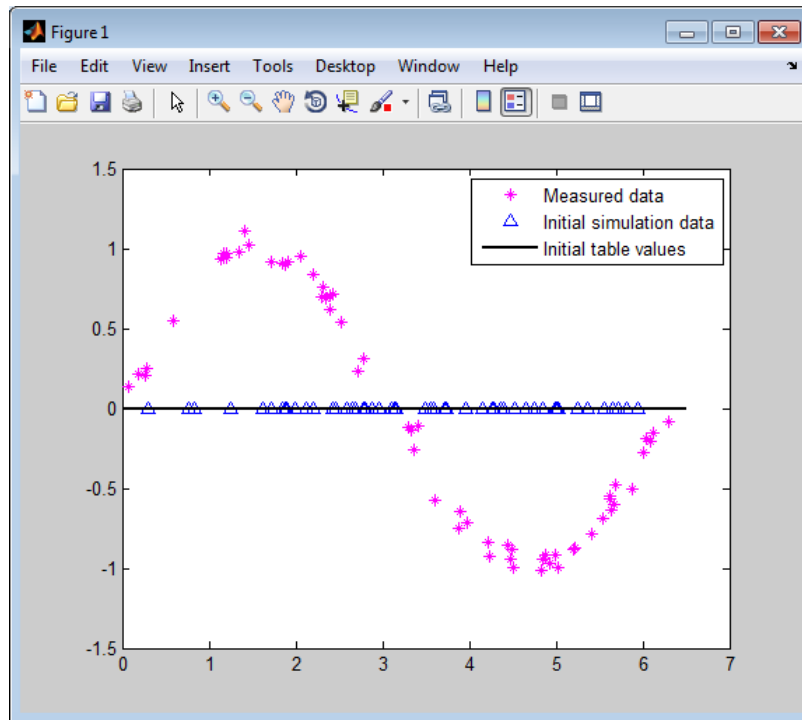 Figure 1
File Edit View Insert Tools Desktop Window Help
1.5
1
0.5
0
-0.5
-1
-1.5
0 1 2 3 4 5 6 7
Measured data
Initial simulation data
Initial table values